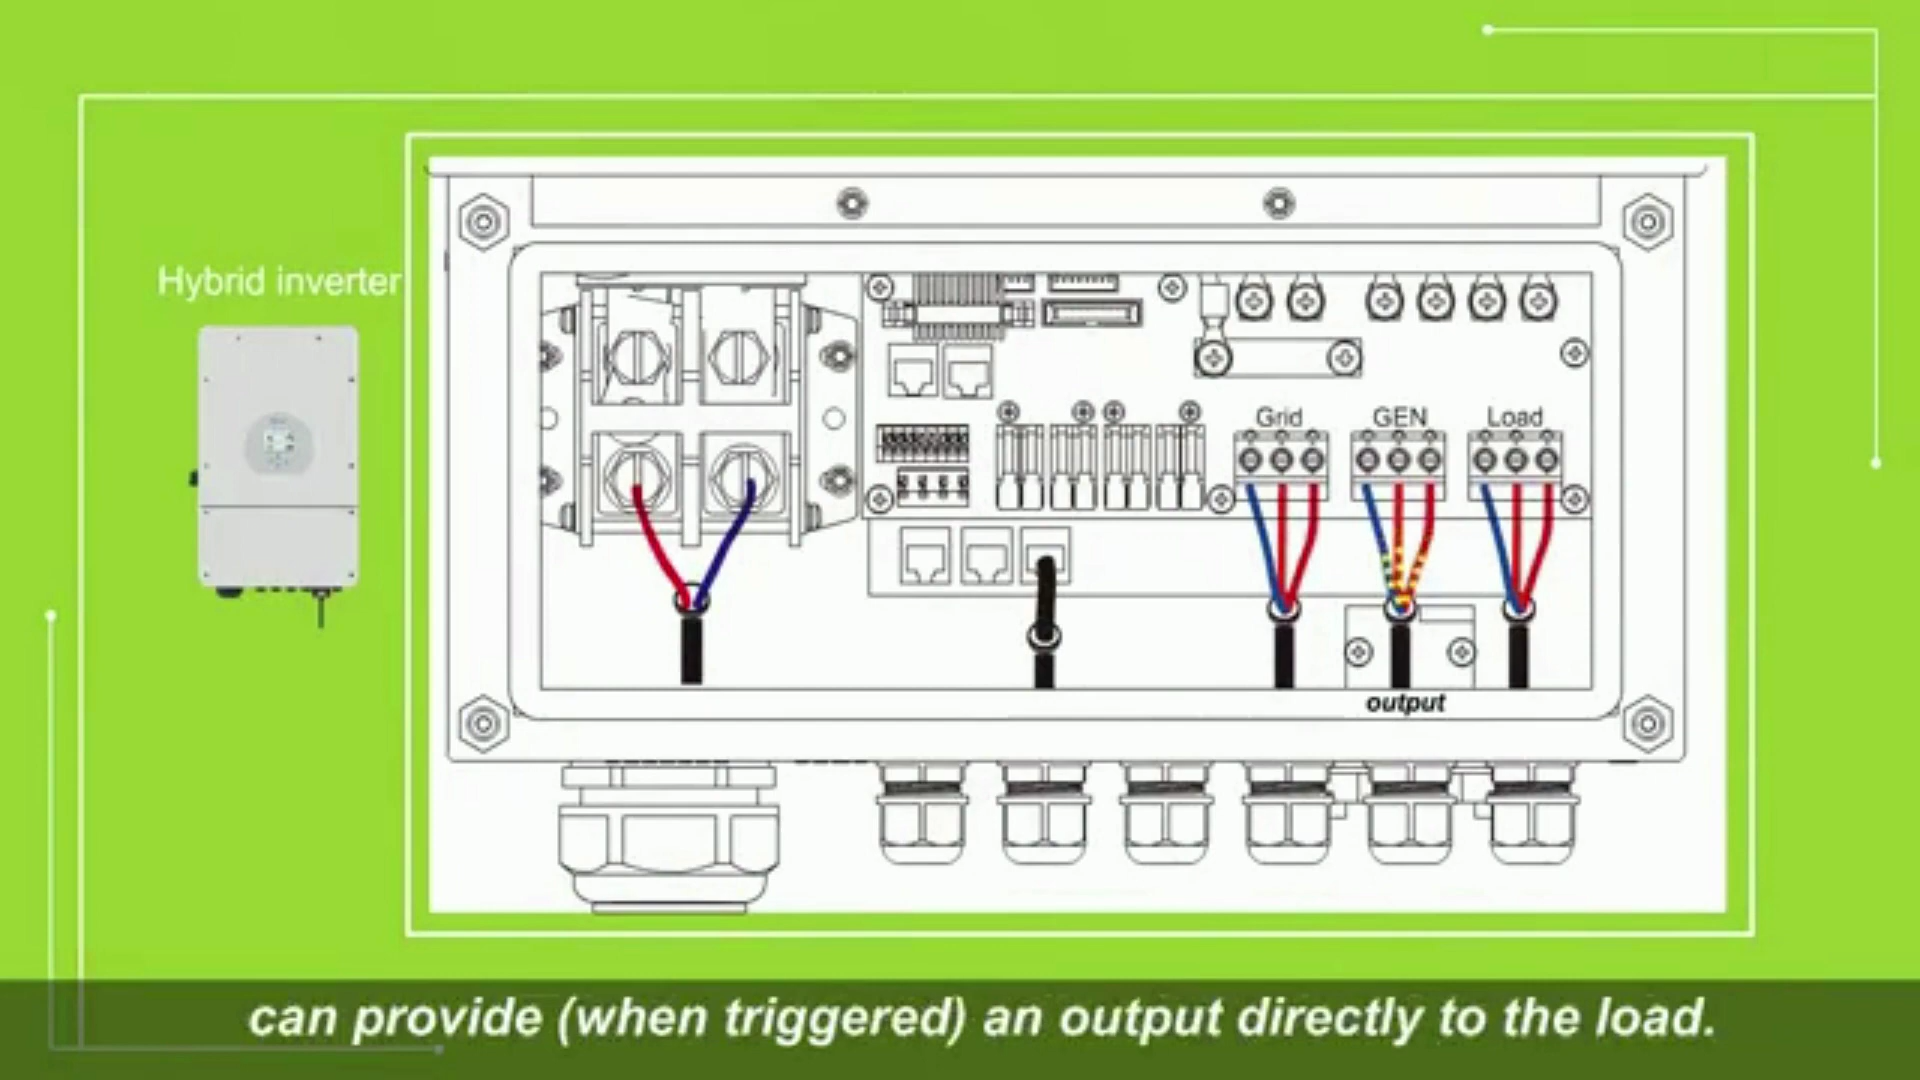 Hybrid inverter
Grid
GEN
Load
output
can provide (when triggered) an output directly to the load.